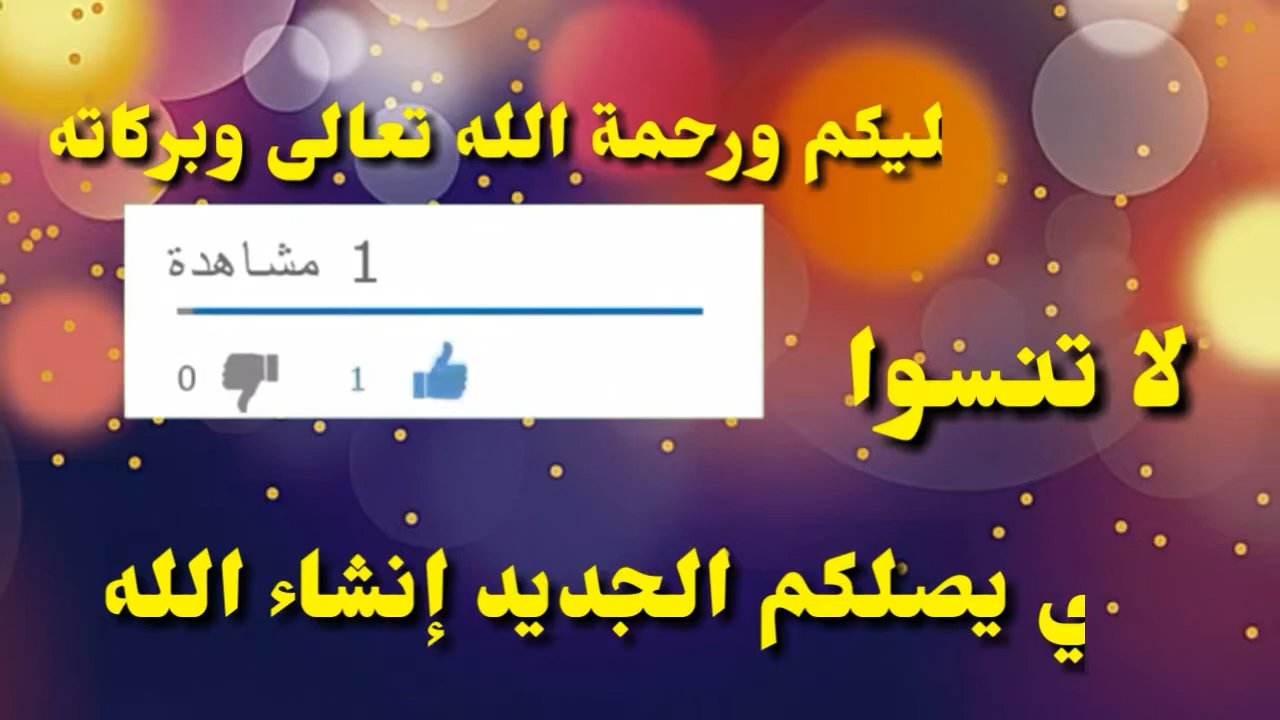 ليكم ورحمة الله تعالى وبركاته
1 مشاهدة
0 1
لا تنسوا
ي يصلكم الجديد إنشاء الله